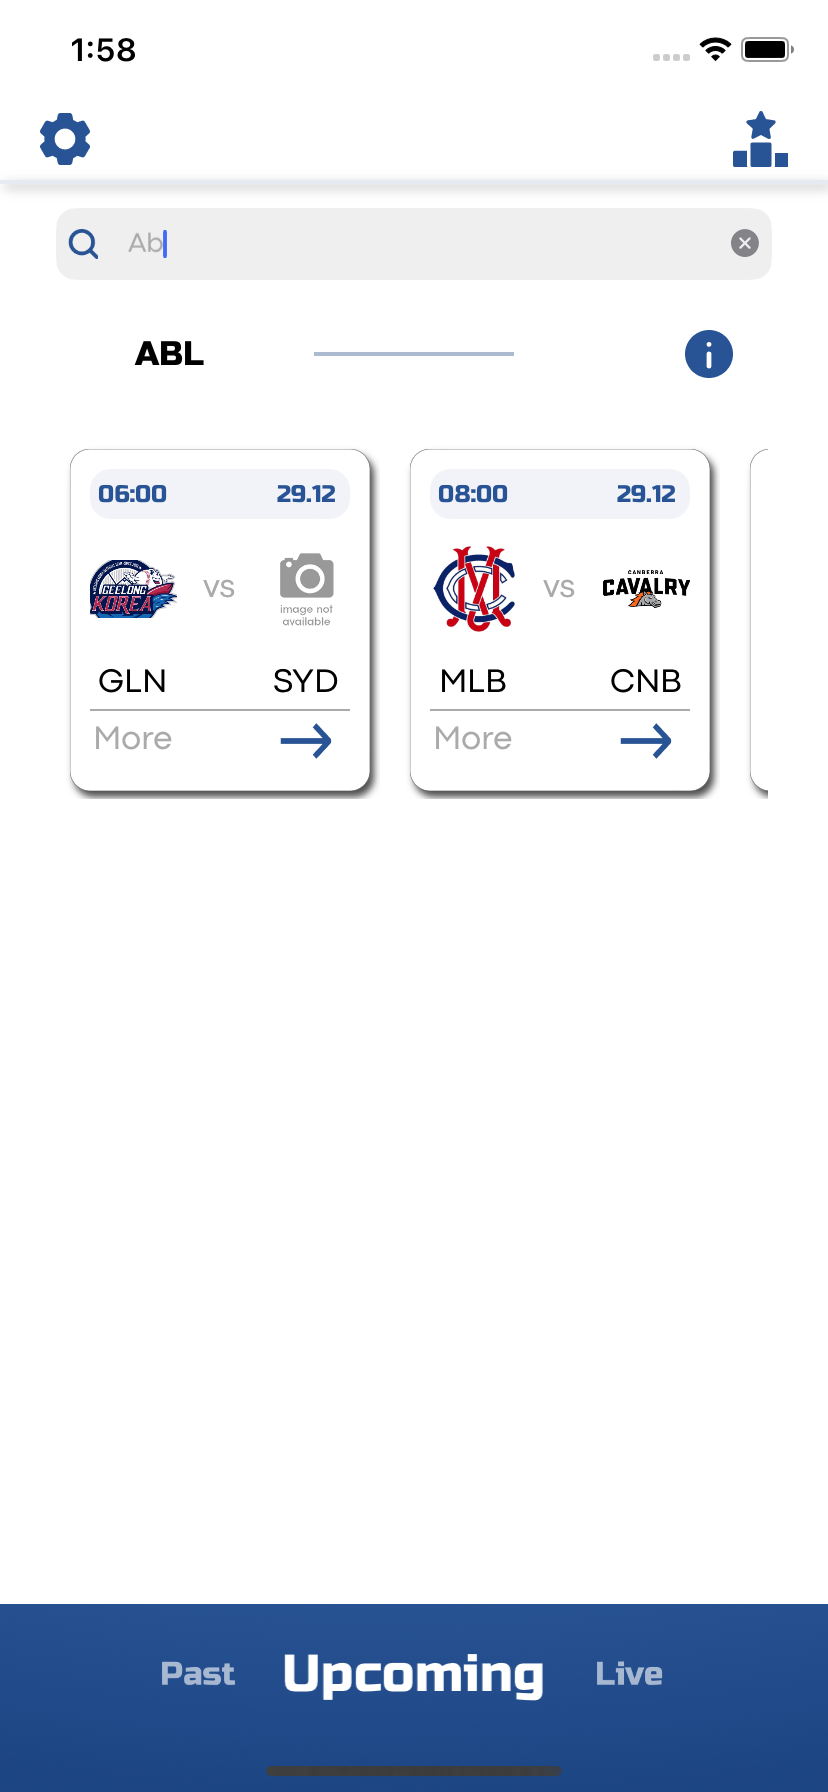 1:58
Ab
ABL
06:00 29.12
GEELONG
KOREA
VS
image not
available
GLN SYD
More
08:00 29.12
VS
CANBERRA
CAVALRY
MLB CNB
More
Past Upcoming Live